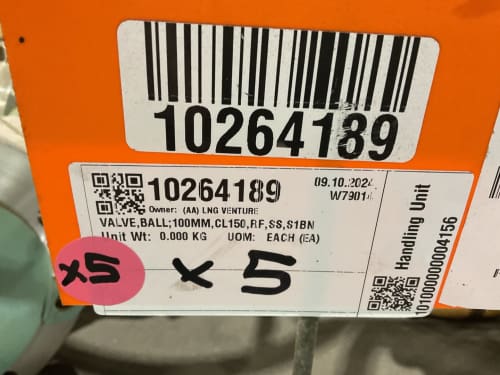 10264189
10264189
09.10.2024
Owner: (AA) LNG VENTURE
VALVE,BALL;100MM,CL150,RF,SS,S1BN
Unit Wt: 0.000 KG UOM: EACH (EA)
x5
x 5
Handling Unit